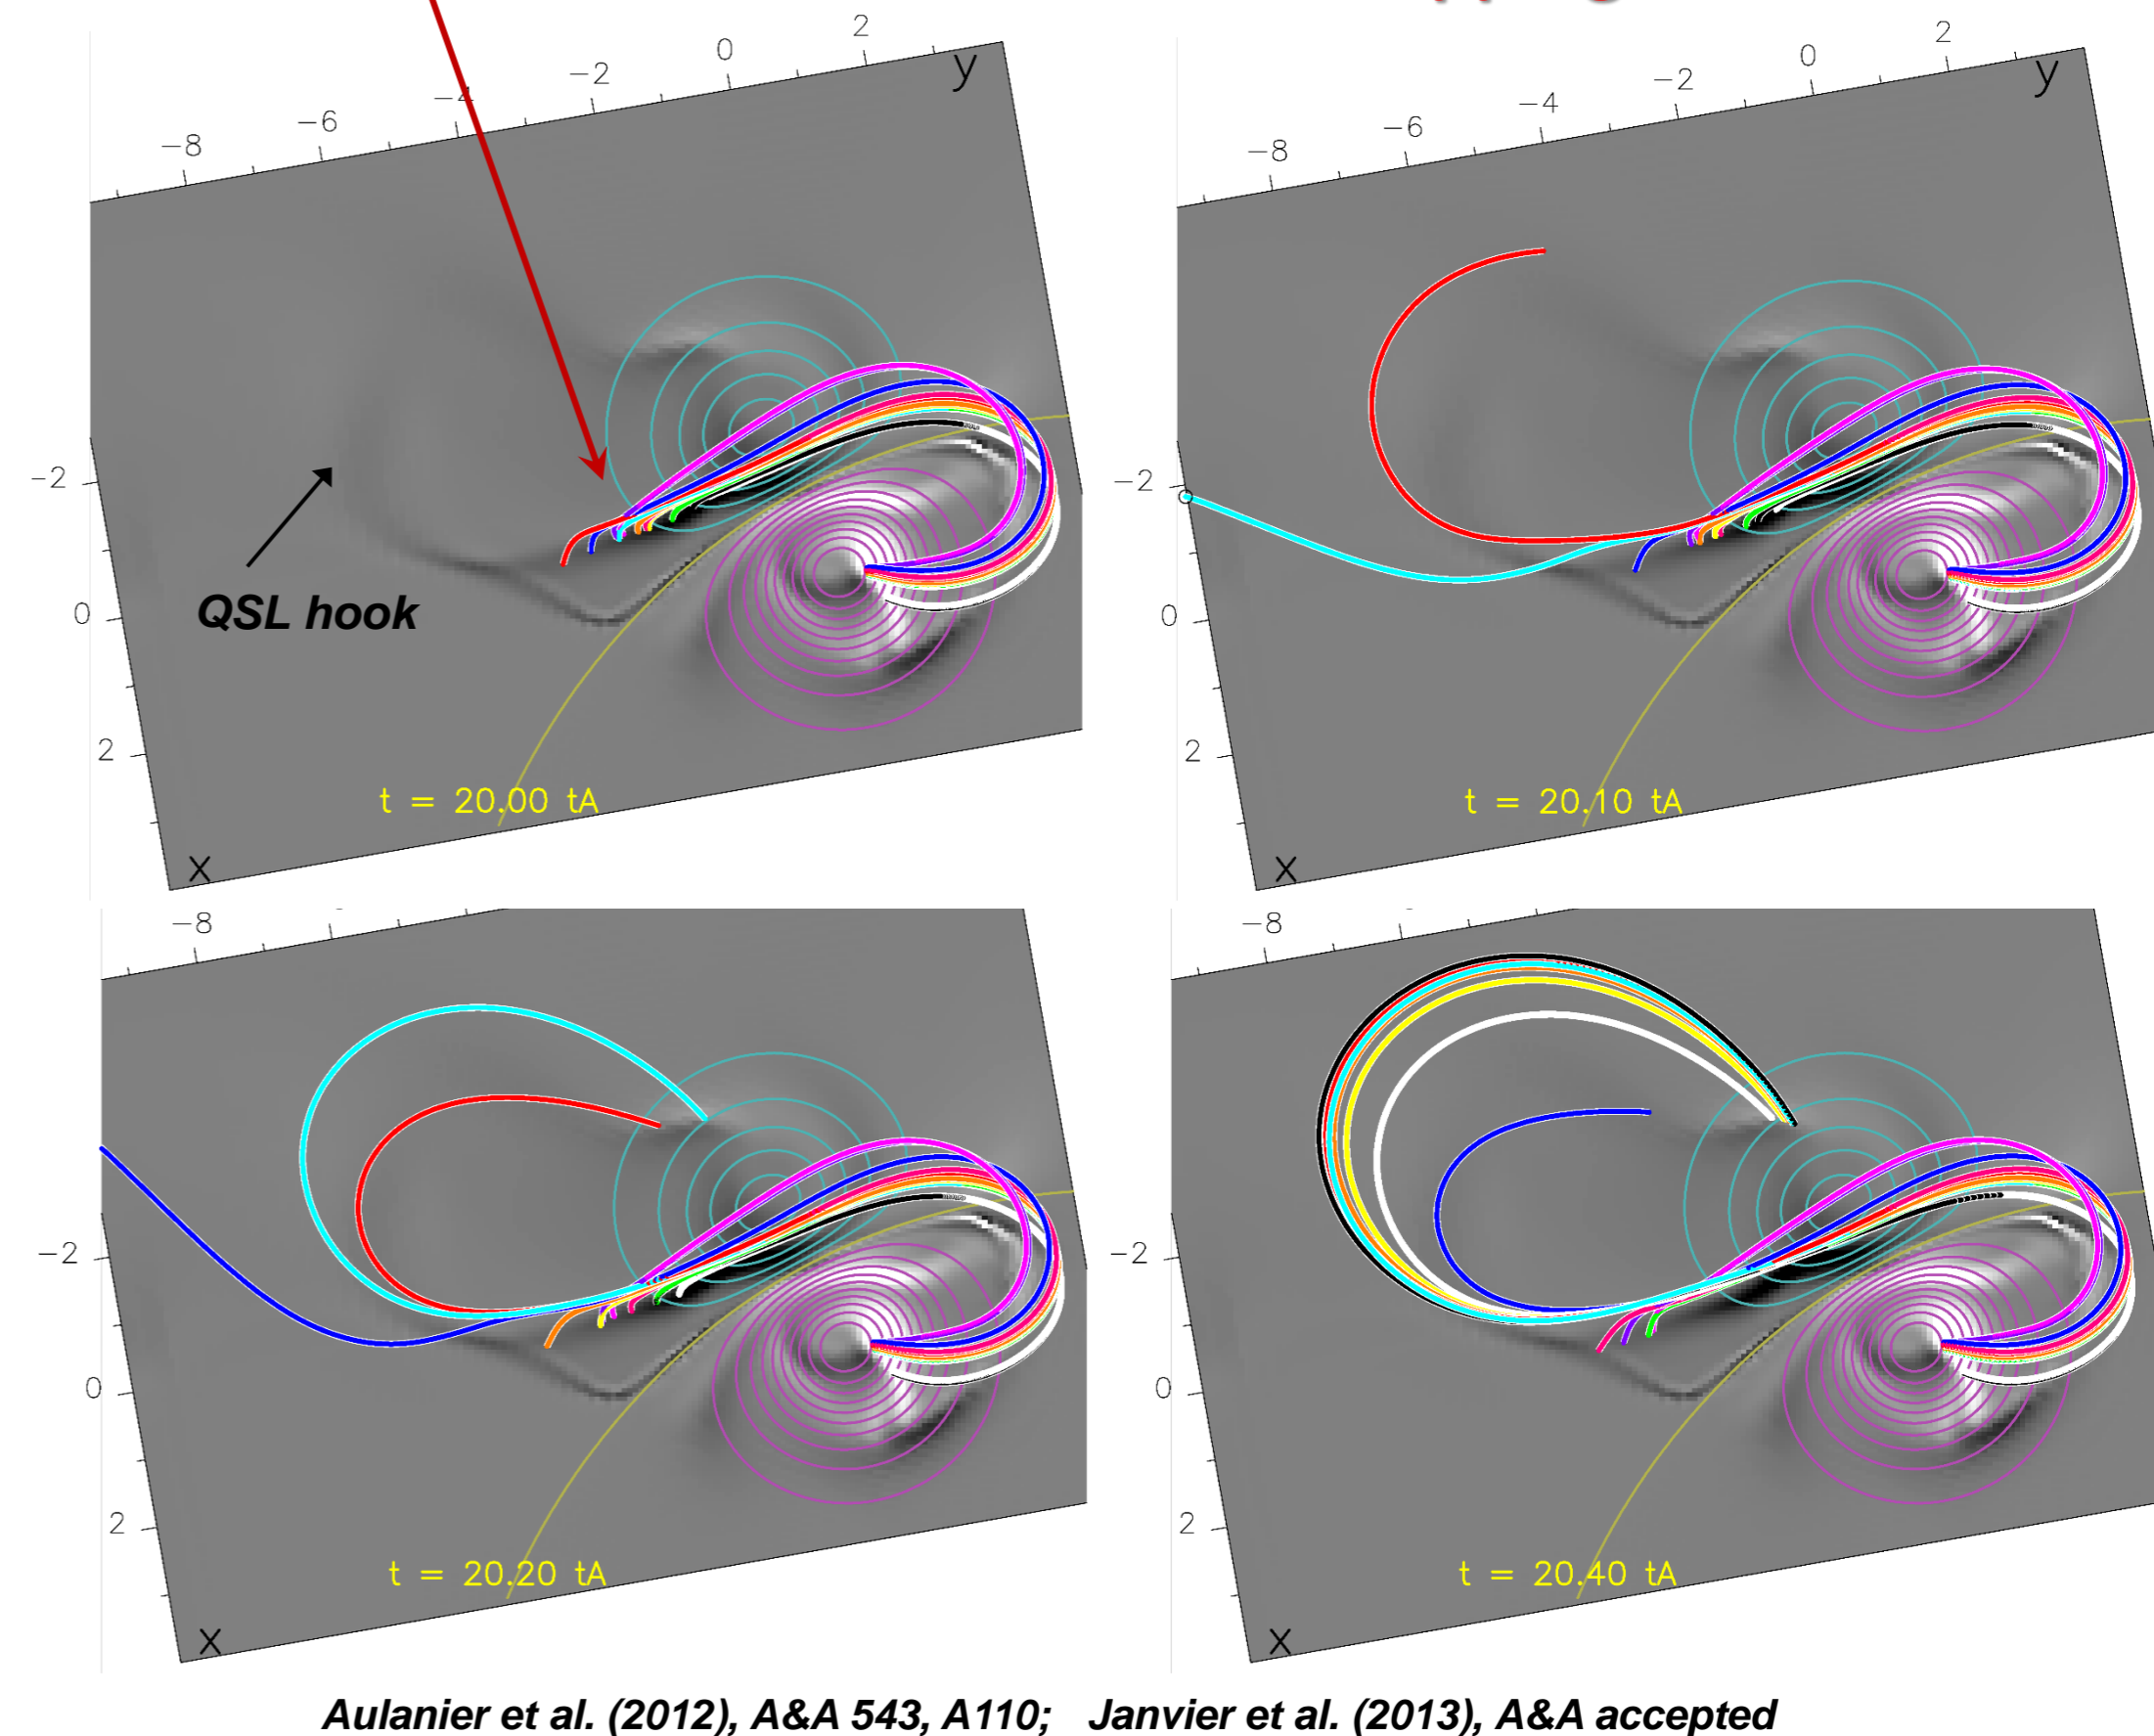 −8 −6 −4 −2 0 2
y
−2
0
2
x
QSL hook
t = 20.00 tA
−8 −6 −4 −2 0 2
y
−2
0
2
x
t = 20.10 tA
−8
−2
0
2
x
t = 20.20 tA
−8
−2
0
2
x
t = 20.40 tA
Aulanier et al. (2012), A&A 543, A110; Janvier et al. (2013), A&A accepted